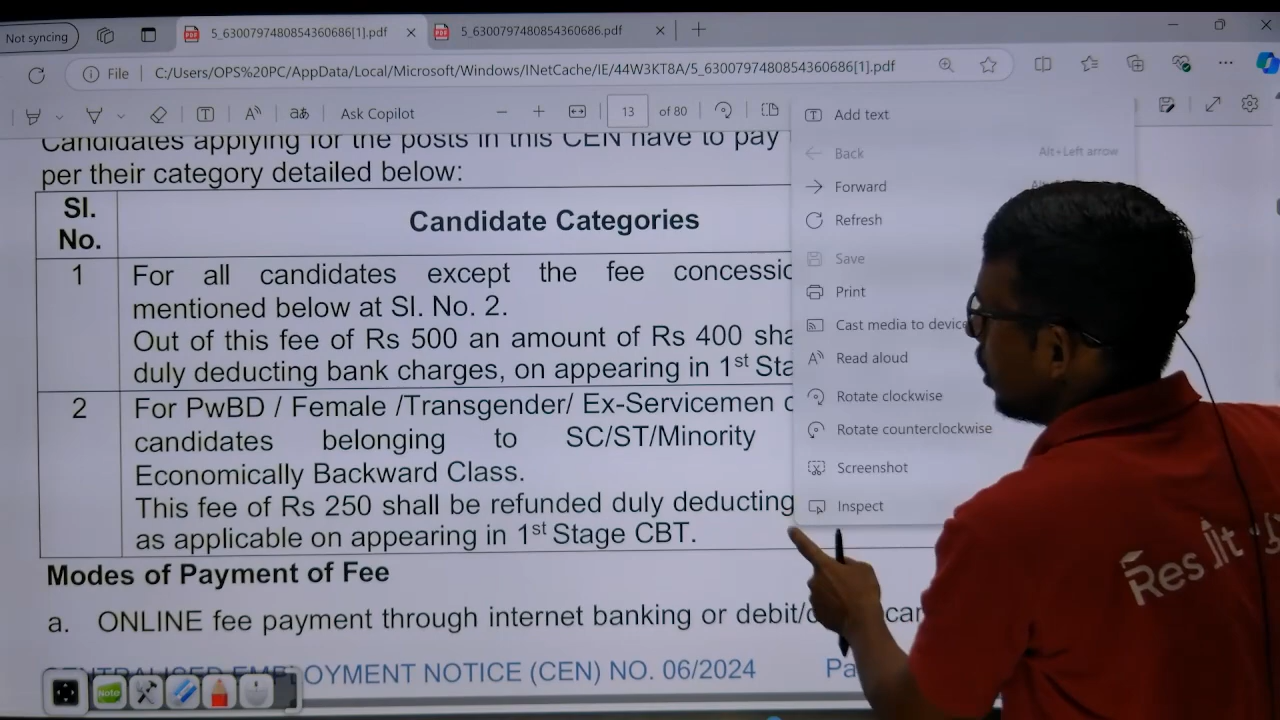 Not syncing
5_6300797480854360686[1].pdf
5_6300797480854360686.pdf
File
C:/Users/OPS%20PC/AppData/Local/Microsoft/Windows/INetCache/IE/44W3KT8A/5_6300797480854360686[1].pdf
aあ
Ask Copilot
13 of 80
Candidates applying for the posts in this CEN have to pay
per their category detailed below:
Sl. No.
Candidate Categories
1
For all candidates except the fee concessio
mentioned below at Sl. No. 2.
Out of this fee of Rs 500 an amount of Rs 400 sha
duly deducting bank charges, on appearing in 1st Sta
2
For PwBD / Female /Transgender/ Ex-Servicemen
candidates belonging to SC/ST/Minority
Economically Backward Class.
This fee of Rs 250 shall be refunded duly deducting
as applicable on appearing in 1st Stage CBT.
Modes of Payment of Fee
a. ONLINE fee payment through internet banking or debit/c car
CENTRALISED EMPLOYMENT NOTICE (CEN) NO. 06/2024 Pa
Add text
Back Alt+Left arrow
Forward
Refresh
Save
Print
Cast media to device
Read aloud
Rotate clockwise
Rotate counterclockwise
Screenshot
Inspect
Note
Result